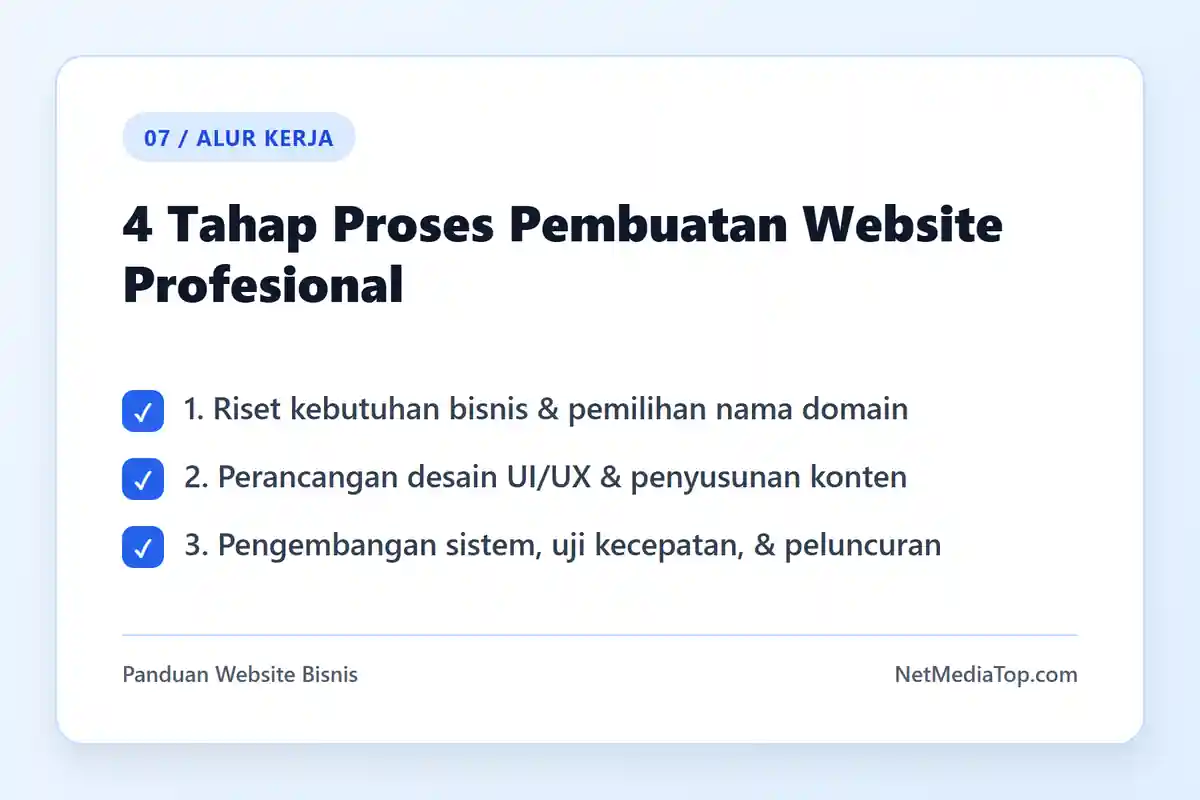 07 / ALUR KERJA
4 Tahap Proses Pembuatan Website
Profesional
✓ 1. Riset kebutuhan bisnis & pemilihan nama domain
✓ 2. Perancangan desain UI/UX & penyusunan konten
✓ 3. Pengembangan sistem, uji kecepatan, & peluncuran
Panduan Website Bisnis
NetMediaTop.com